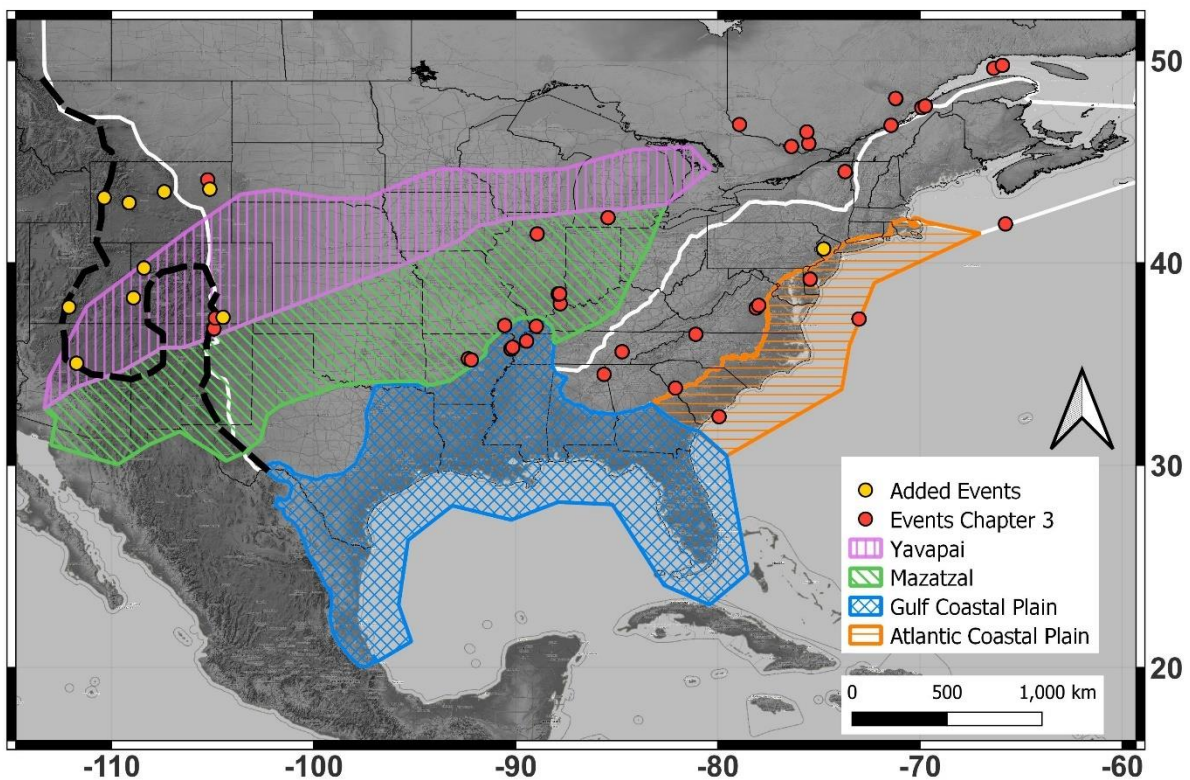 50
40
30
20
Added Events
Events Chapter 3
Yavapai
Mazatzal
Gulf Coastal Plain
Atlantic Coastal Plain
0 500 1,000 km
-110 -100 -90 -80 -70 -60